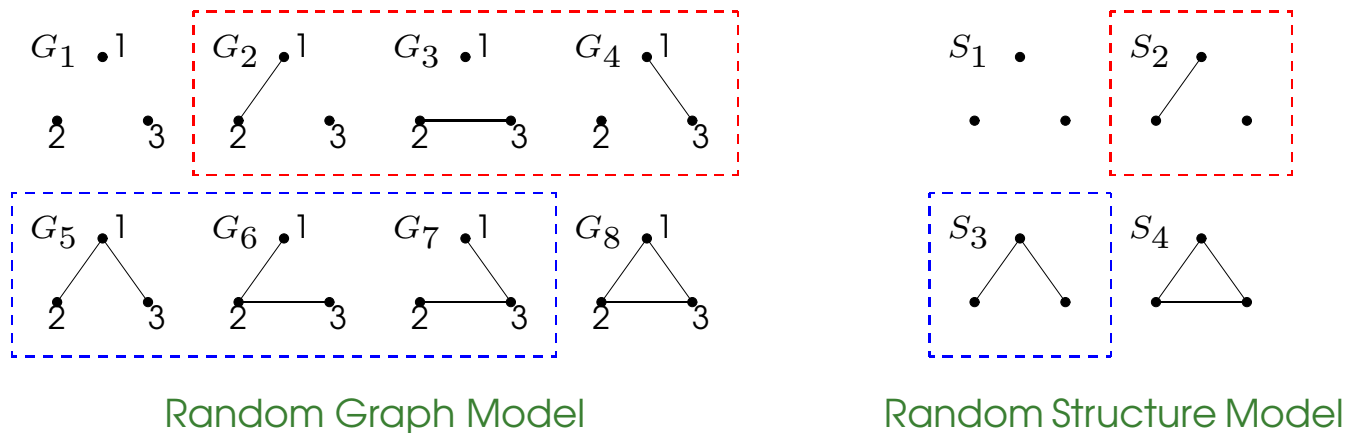 G1 1 G2 1 G3 1 G4 1 S1 S2
2 3 2 3 2 3 2 3
G5 1 G6 1 G7 1 G8 1 S3 S4
2 3 2 3 2 3 2 3
Random Graph Model Random Structure Model